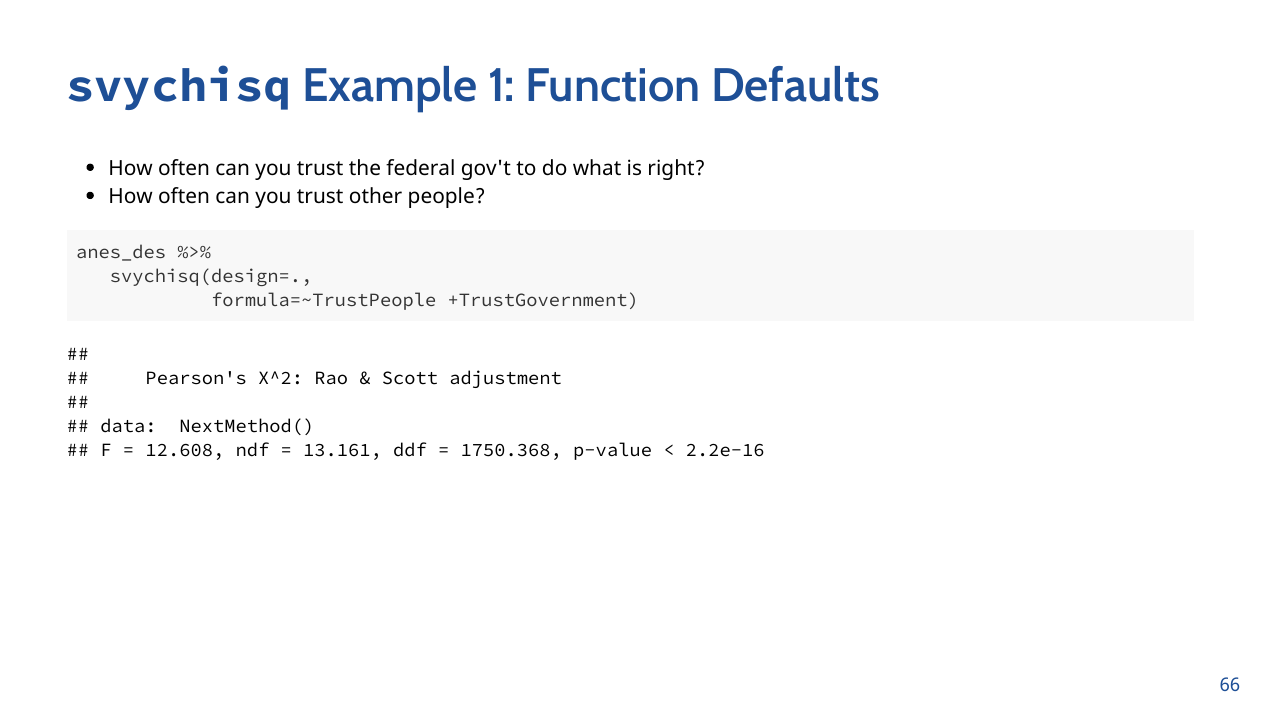 svychisq Example 1: Function Defaults
• How often can you trust the federal gov't to do what is right?
• How often can you trust other people?
anes_des %>%
   svychisq(design=.,
            formula=~TrustPeople +TrustGovernment)
##
##     Pearson's X^2: Rao & Scott adjustment
##
## data:  NextMethod()
## F = 12.608, ndf = 13.161, ddf = 1750.368, p-value < 2.2e-16
66